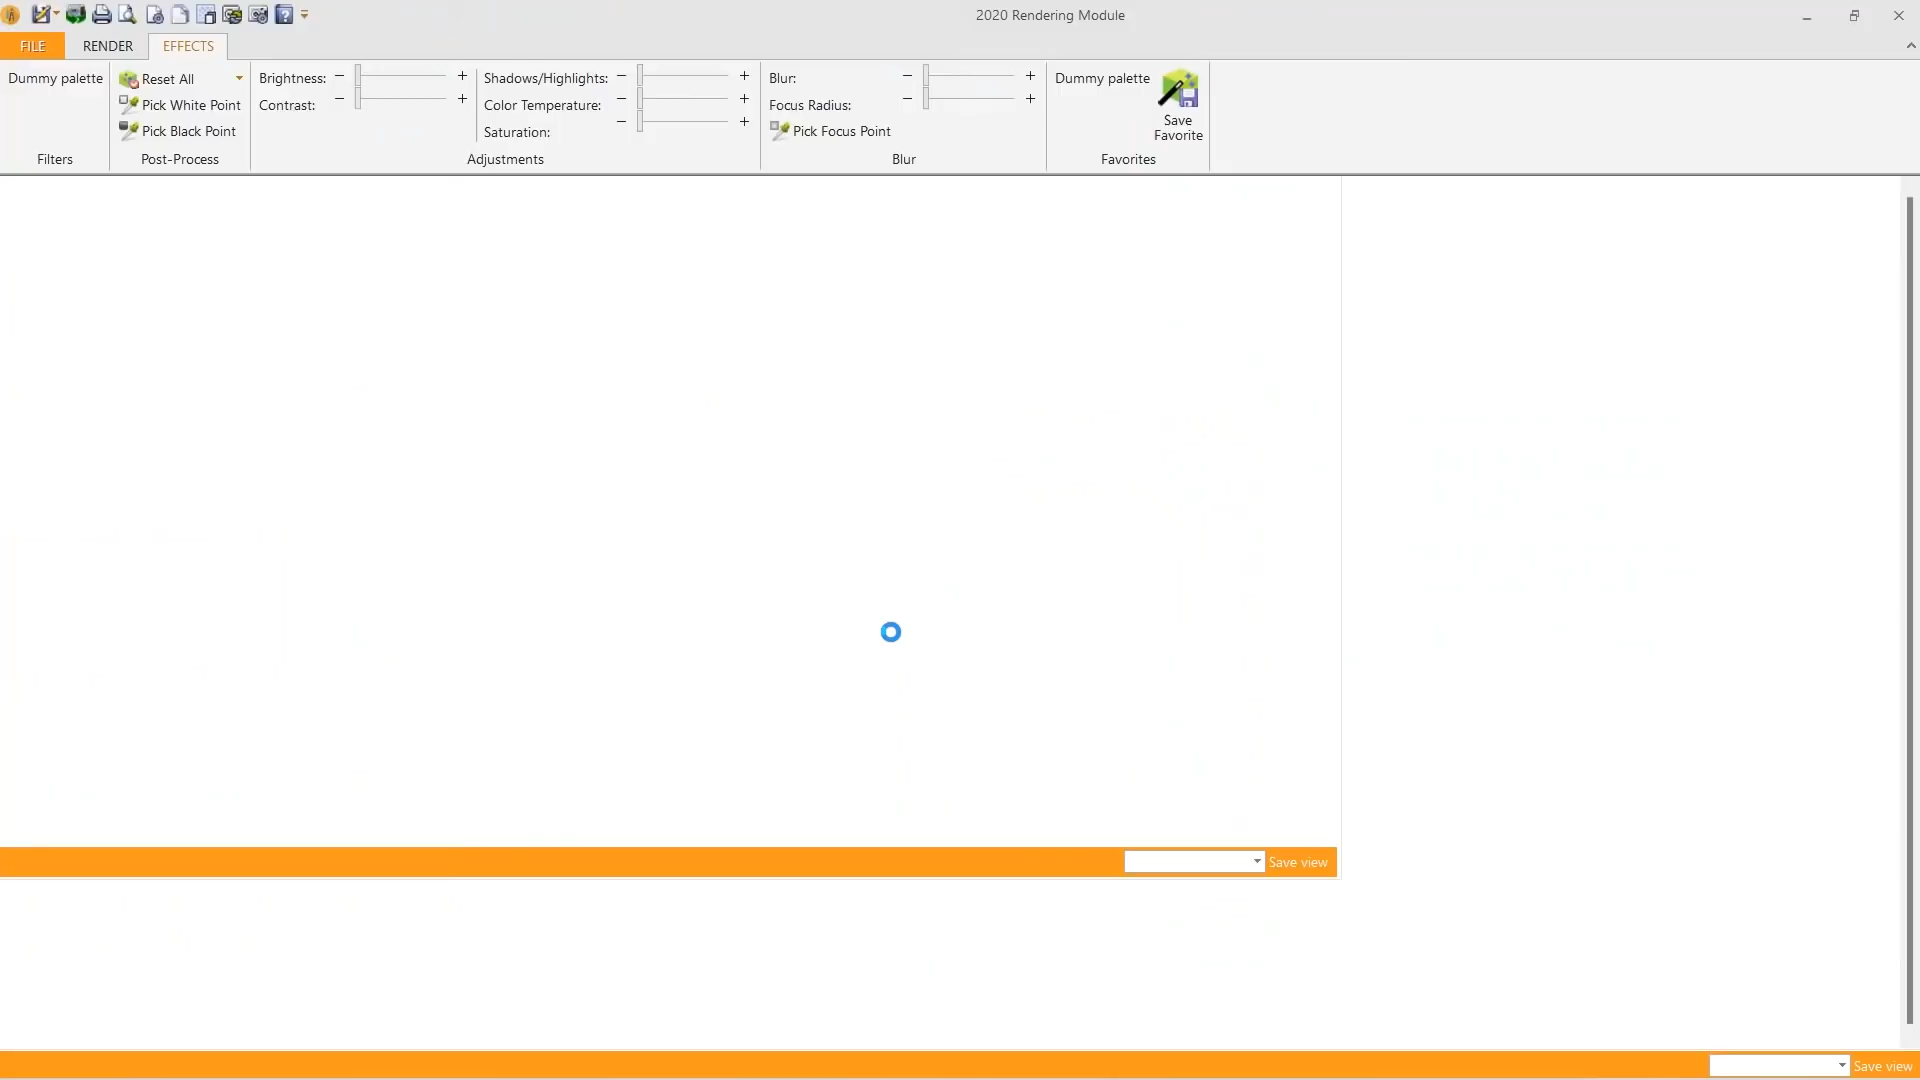 2020 Rendering Module
FILE RENDER EFFECTS
Dummy palette
Filters
Reset All
Pick White Point
Pick Black Point
Post-Process
Brightness: − +
Contrast: − +
Shadows/Highlights: − +
Color Temperature: − +
Saturation: − +
Adjustments
Blur: − +
Focus Radius: − +
Pick Focus Point
Blur
Dummy palette
Save
Favorite
Favorites
Save view
Save view